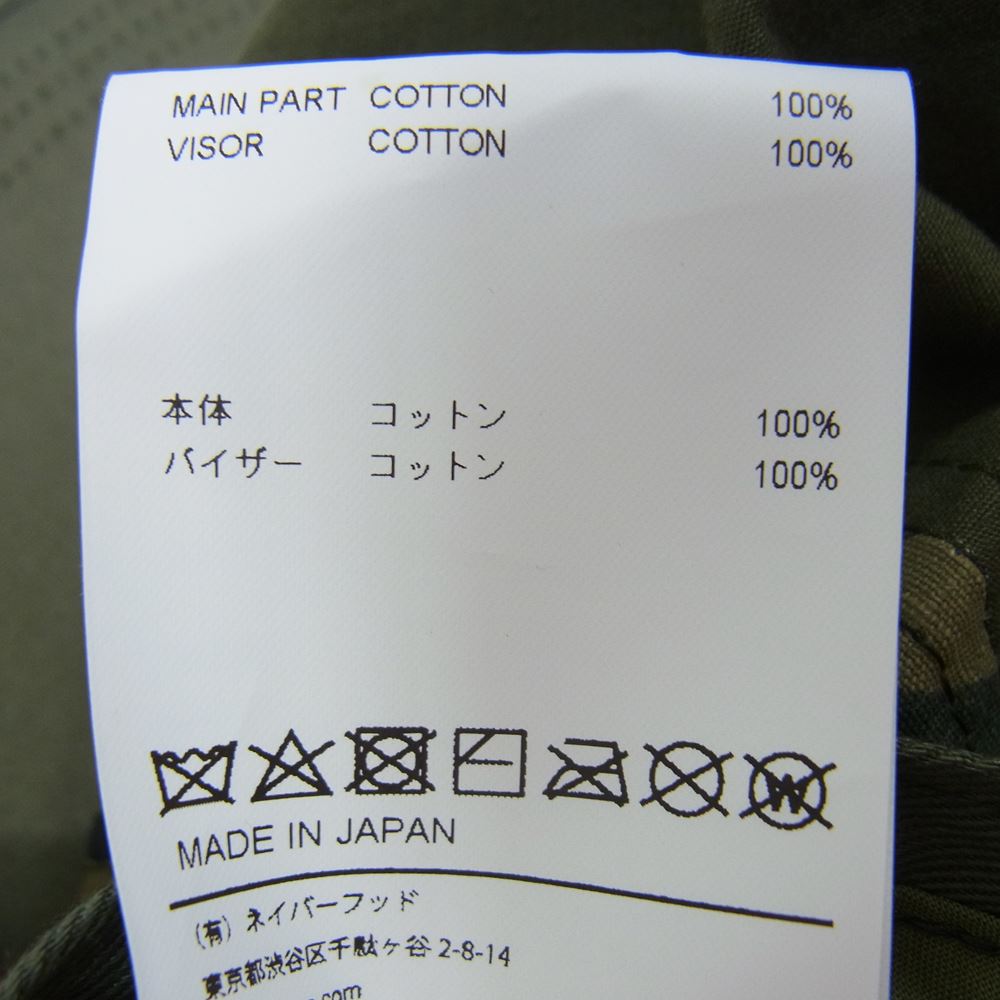 MAIN PART COTTON 100%
VISOR COTTON 100%
本体 コットン 100%
バイザー コットン 100%
W
MADE IN JAPAN
(有) ネイバーフッド
東京都渋谷区千駄ヶ谷 2-8-14
.com